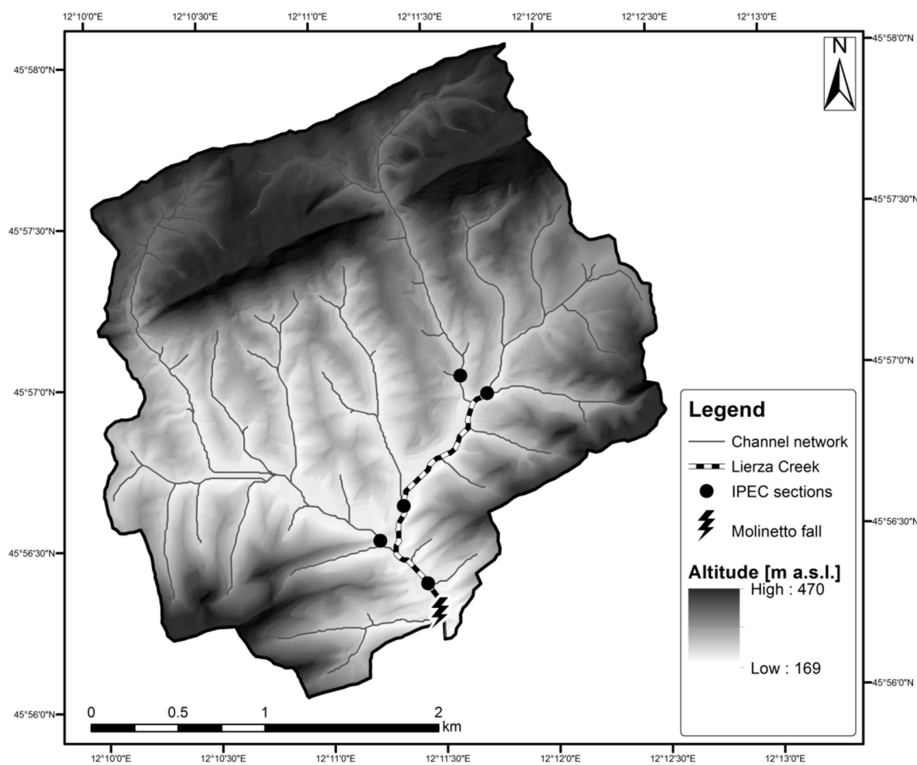 12°10'0"E 12°10'30"E 12°11'0"E 12°11'30"E 12°12'0"E 12°12'30"E 12°13'0"E
45°58'0"N
45°58'0"N
N
45°57'30"N
45°57'30"N
45°57'0"N
45°57'0"N
Legend
Channel network
Lierza Creek
IPEC sections
Molinetto fall
45°56'30"N
45°56'30"N
Altitude [m a.s.l.]
High : 470
Low : 169
45°56'0"N
45°56'0"N
0 0.5 1 2
km
12°10'0"E 12°10'30"E 12°11'0"E 12°11'30"E 12°12'0"E 12°12'30"E 12°13'0"E